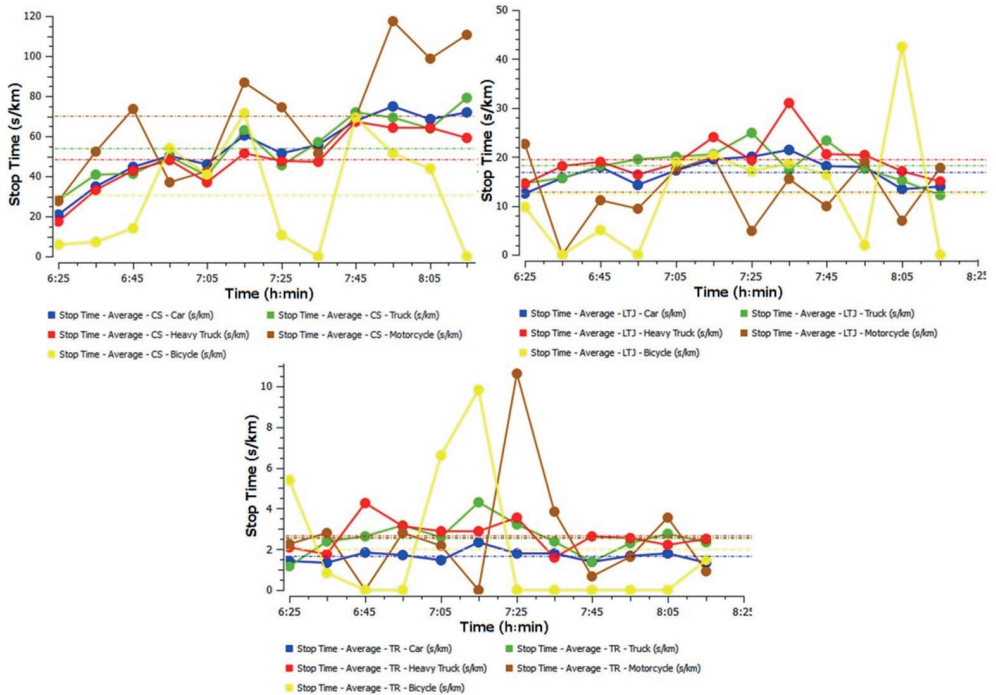 120
100
80
60
40
20
0
Stop Time (s/km)
6:25 6:45 7:05 7:25 7:45 8:05
Time (h:min)
Stop Time - Average - CS - Car (s/km) Stop Time - Average - CS - Truck (s/km)
Stop Time - Average - CS - Heavy Truck (s/km) Stop Time - Average - CS - Motorcycle (s/km)
Stop Time - Average - CS - Bicycle (s/km)
50
40
30
20
10
0
Stop Time (s/km)
6:25 6:45 7:05 7:25 7:45 8:05 8:25
Time (h:min)
Stop Time - Average - LTJ - Car (s/km) Stop Time - Average - LTJ - Truck (s/km)
Stop Time - Average - LTJ - Heavy Truck (s/km) Stop Time - Average - LTJ - Motorcycle (s/km)
Stop Time - Average - LTJ - Bicycle (s/km)
10
8
6
4
2
0
Stop Time (s/km)
6:25 6:45 7:05 7:25 7:45 8:05 8:25
Time (h:min)
Stop Time - Average - TR - Car (s/km) Stop Time - Average - TR - Truck (s/km)
Stop Time - Average - TR - Heavy Truck (s/km) Stop Time - Average - TR - Motorcycle (s/km)
Stop Time - Average - TR - Bicycle (s/km)